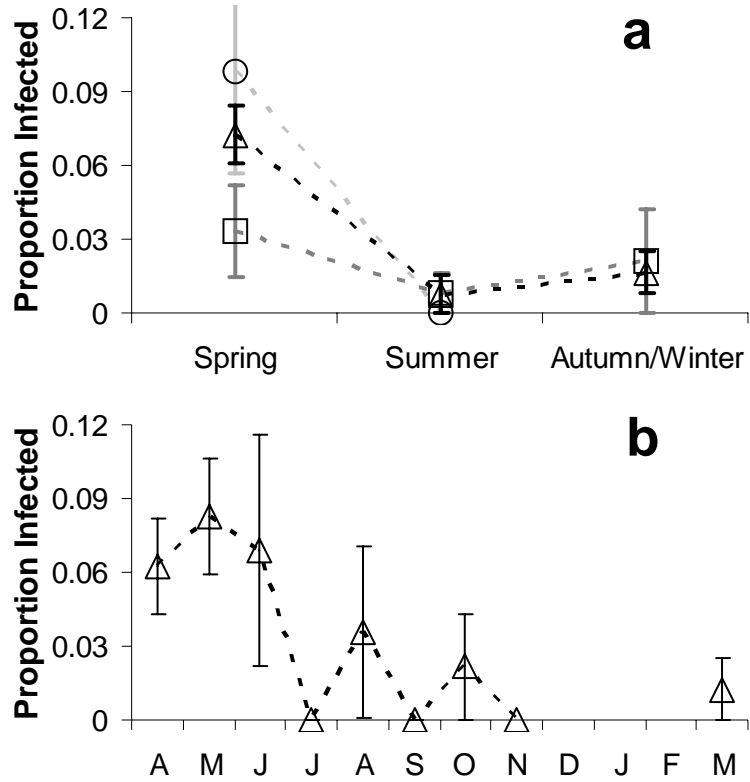 a
Proportion Infected
0.12
0.09
0.06
0.03
0
Spring Summer Autumn/Winter
b
Proportion Infected
0.12
0.09
0.06
0.03
0
A M J J A S O N D J F M